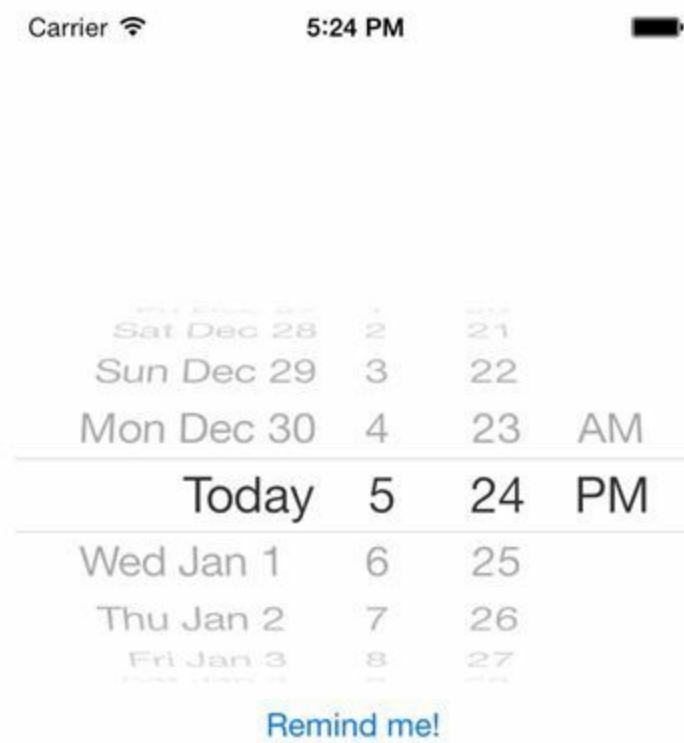 Carrier 5:24 PM
Sat Dec 28 2 21
Sun Dec 29 3 22
Mon Dec 30 4 23 AM
Today 5 24 PM
Wed Jan 1 6 25
Thu Jan 2 7 26
Fri Jan 3 8 27
Remind me!